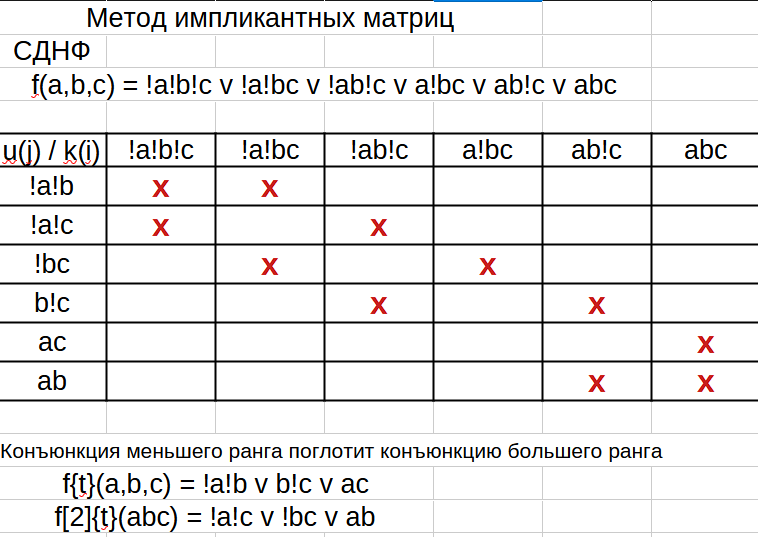 Метод импликантных матриц
СДНФ
f(a,b,c) = !a!b!c v !a!bc v !ab!c v a!bc v ab!c v abc
u(j) / k(i) !a!b!c !a!bc !ab!c a!bc ab!c abc
!a!b x x
!a!c x x
!bc x x
b!c x x
ac x
ab x x
Конъюнкция меньшего ранга поглотит конъюнкцию большего ранга
f{t}(a,b,c) = !a!b v b!c v ac
f[2]{t}(abc) = !a!c v !bc v ab